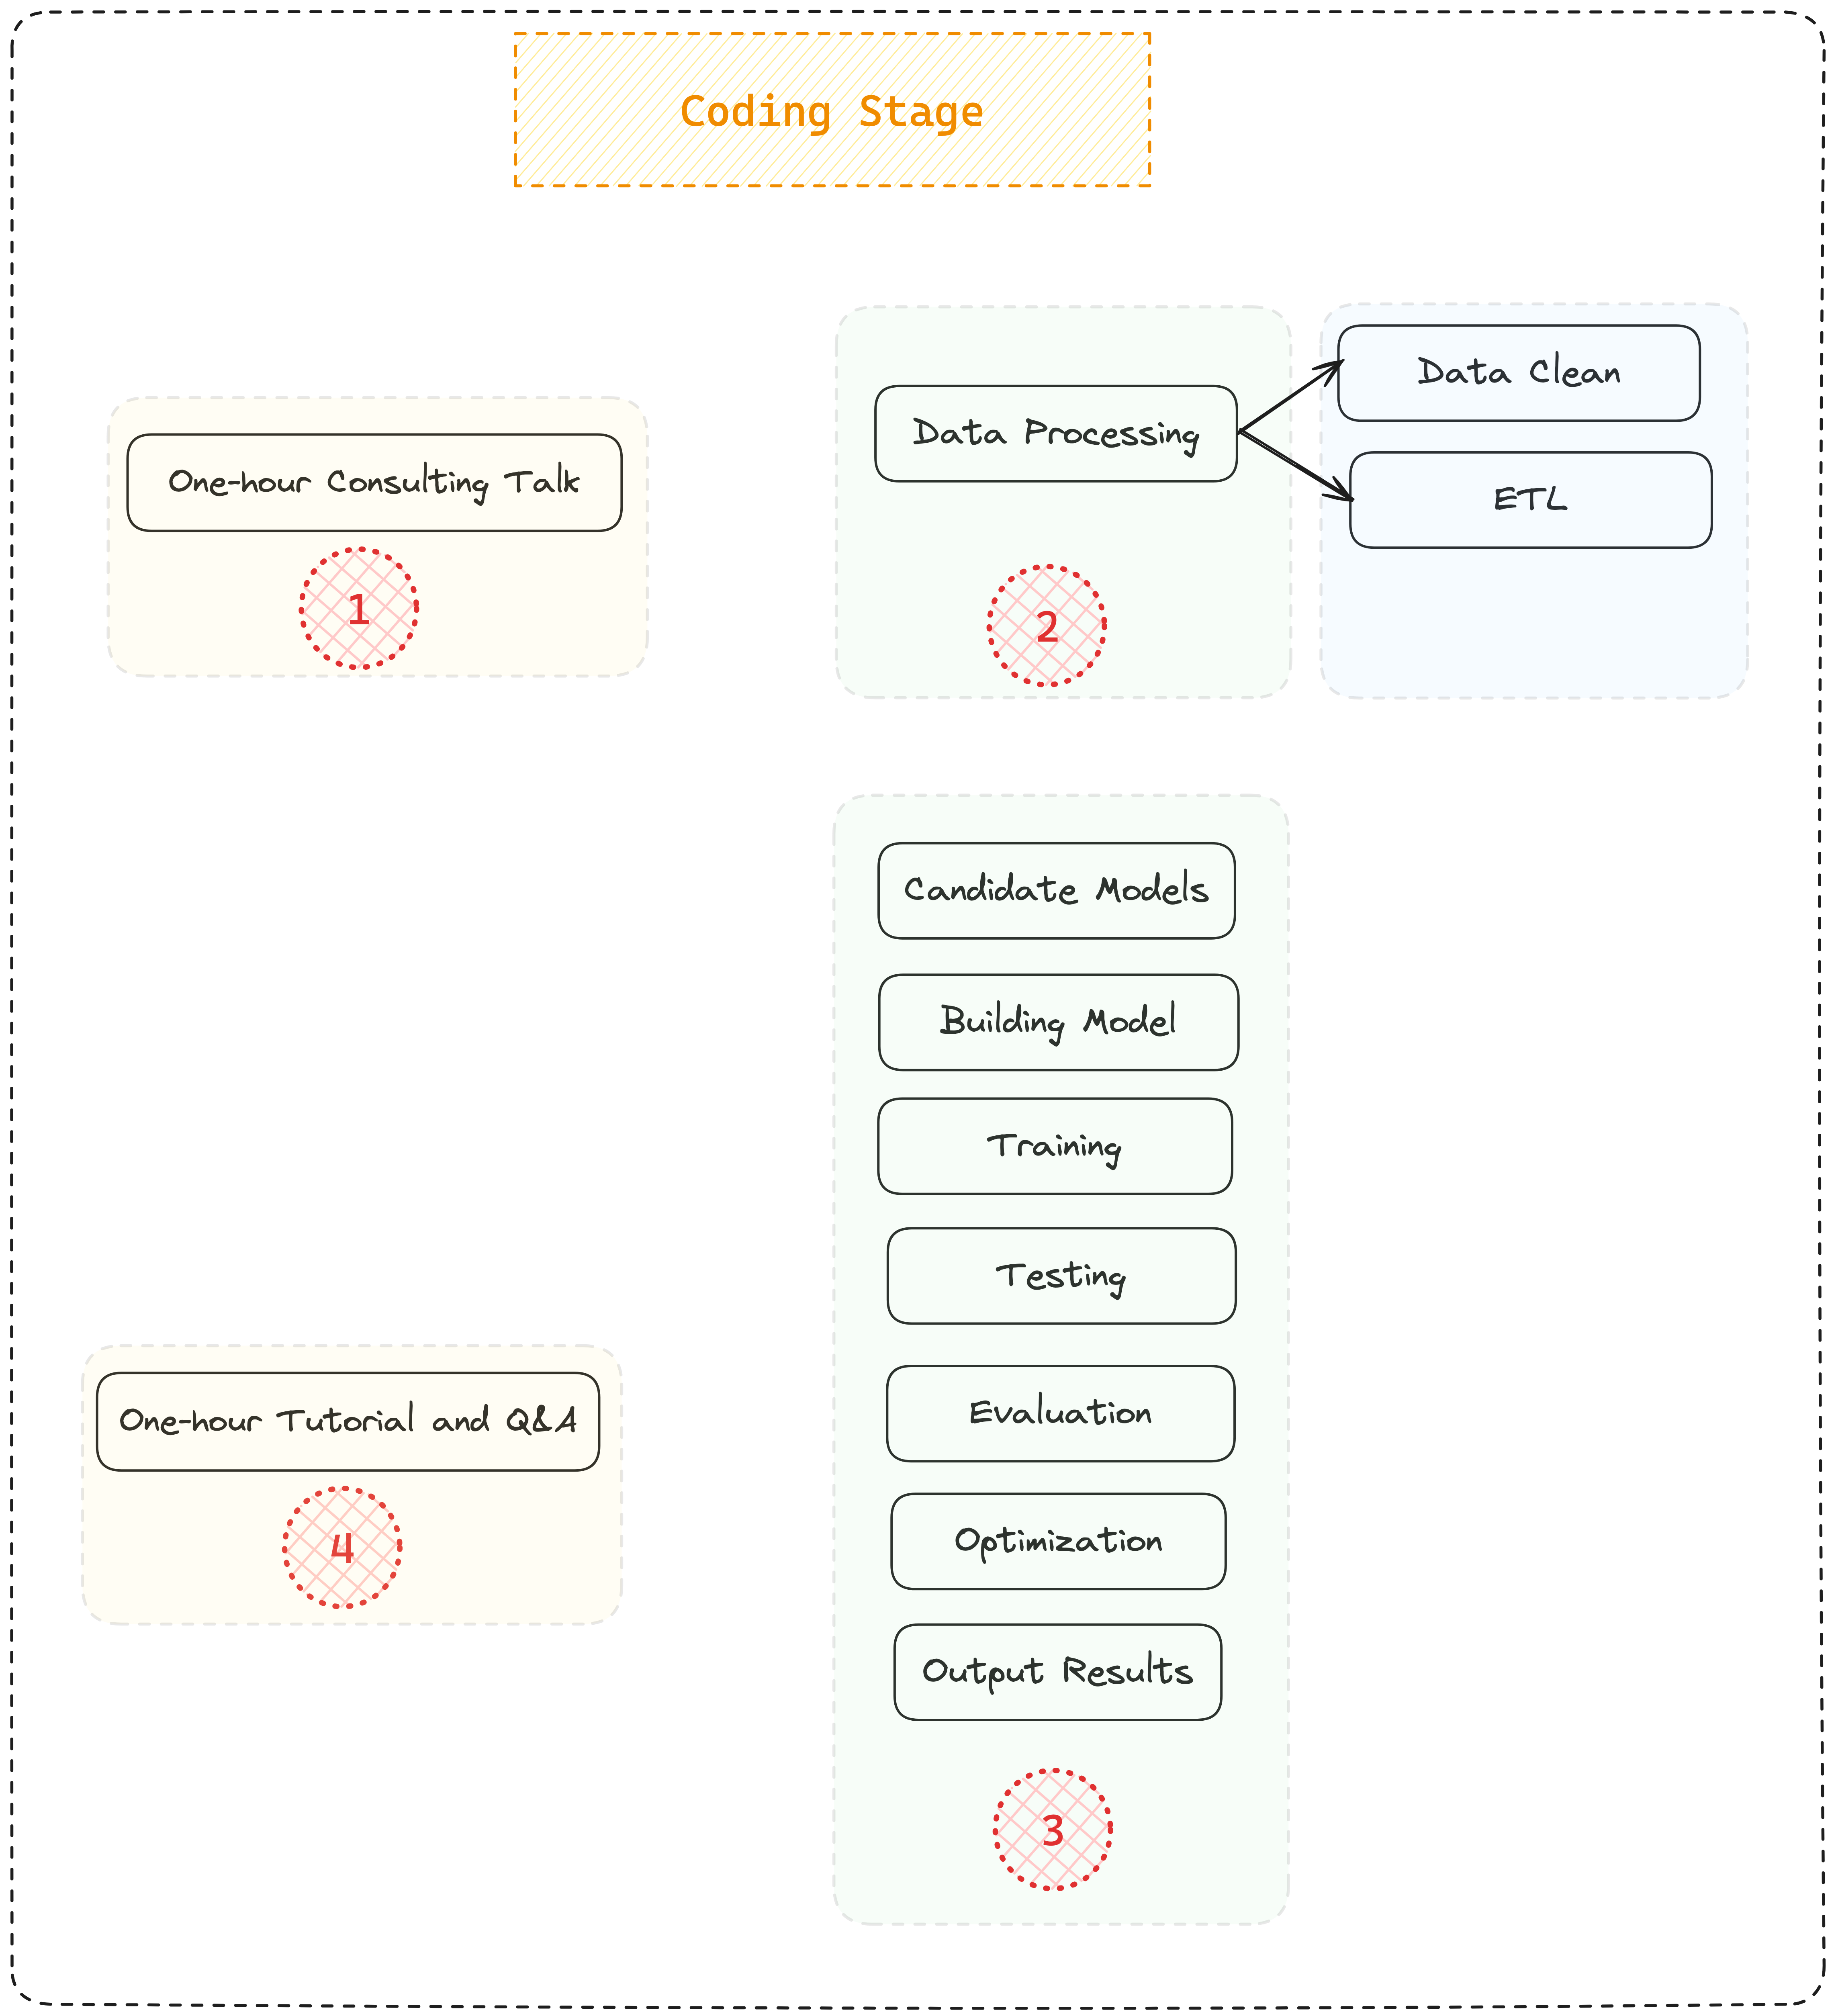 Coding Stage
One-hour Consulting Talk
1
Data Processing
2
Data Clean
ETL
Candidate Models
Building Model
Training
Testing
Evaluation
Optimization
Output Results
3
One-hour Tutorial and Q&A
4